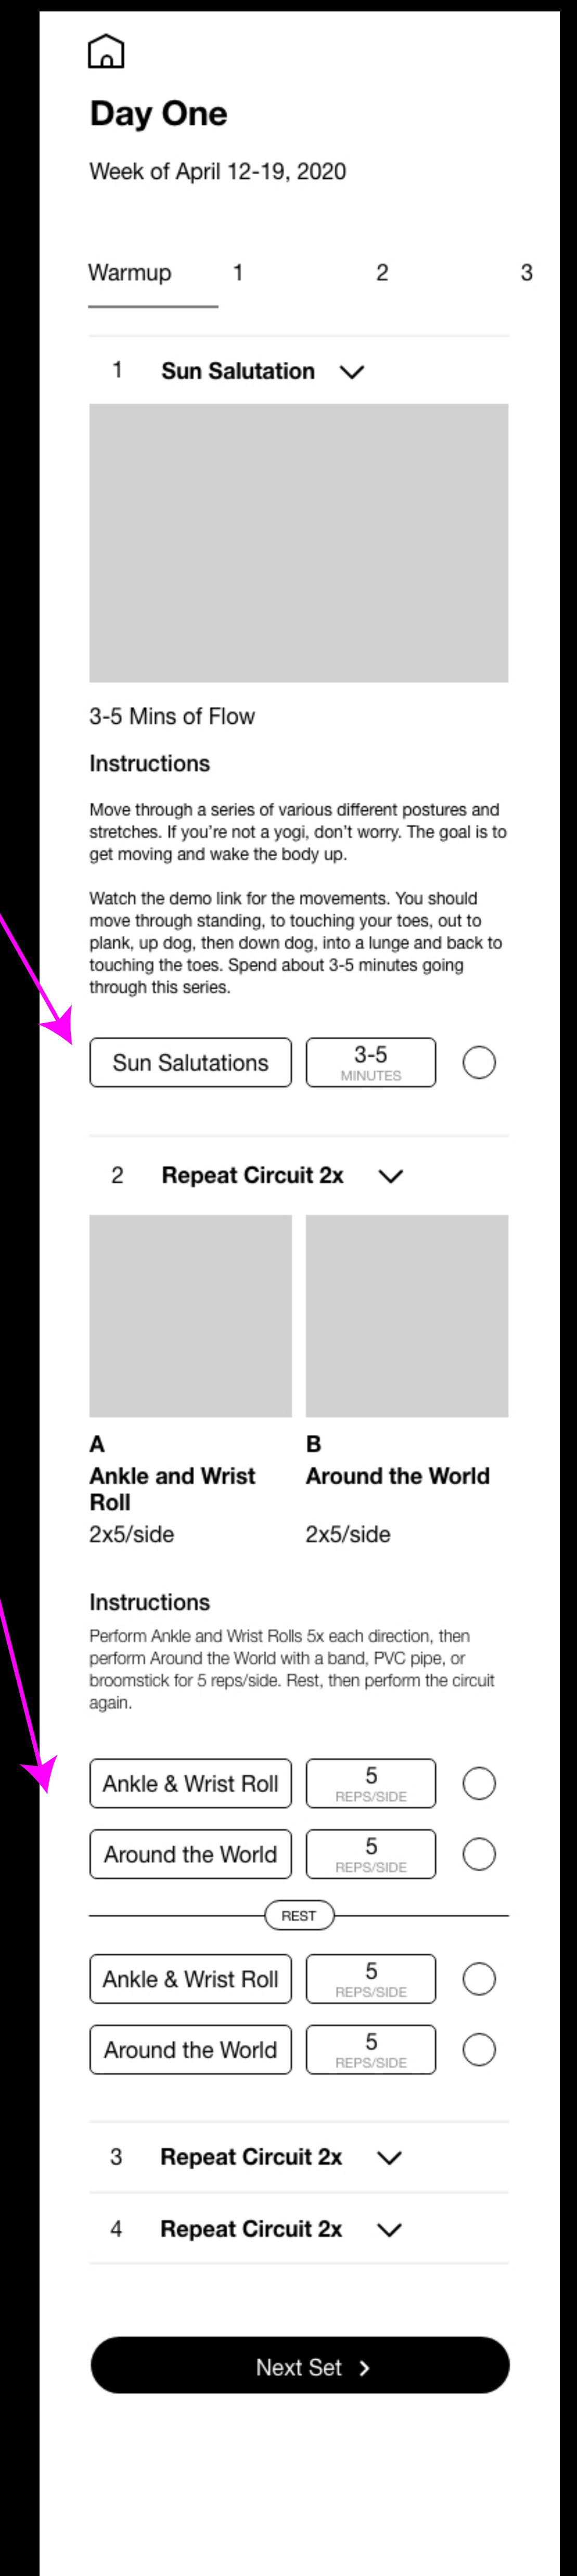 Day One
Week of April 12-19, 2020
Warmup 1 2 3
1 Sun Salutation
3-5 Mins of Flow
Instructions
Move through a series of various different postures and
stretches. If you're not a yogi, don't worry. The goal is to
get moving and wake the body up.
Watch the demo link for the movements. You should
move through standing, to touching your toes, out to
plank, up dog, then down dog, into a lunge and back to
touching the toes. Spend about 3-5 minutes going
through this series.
Sun Salutations 3-5
MINUTES
2 Repeat Circuit 2x
A
Ankle and Wrist
Roll
2x5/side
B
Around the World
2x5/side
Instructions
Perform Ankle and Wrist Rolls 5x each direction, then
perform Around the World with a band, PVC pipe, or
broomstick for 5 reps/side. Rest, then perform the circuit
again.
Ankle & Wrist Roll 5
REPS/SIDE
Around the World 5
REPS/SIDE
REST
Ankle & Wrist Roll 5
REPS/SIDE
Around the World 5
REPS/SIDE
3 Repeat Circuit 2x
4 Repeat Circuit 2x
Next Set